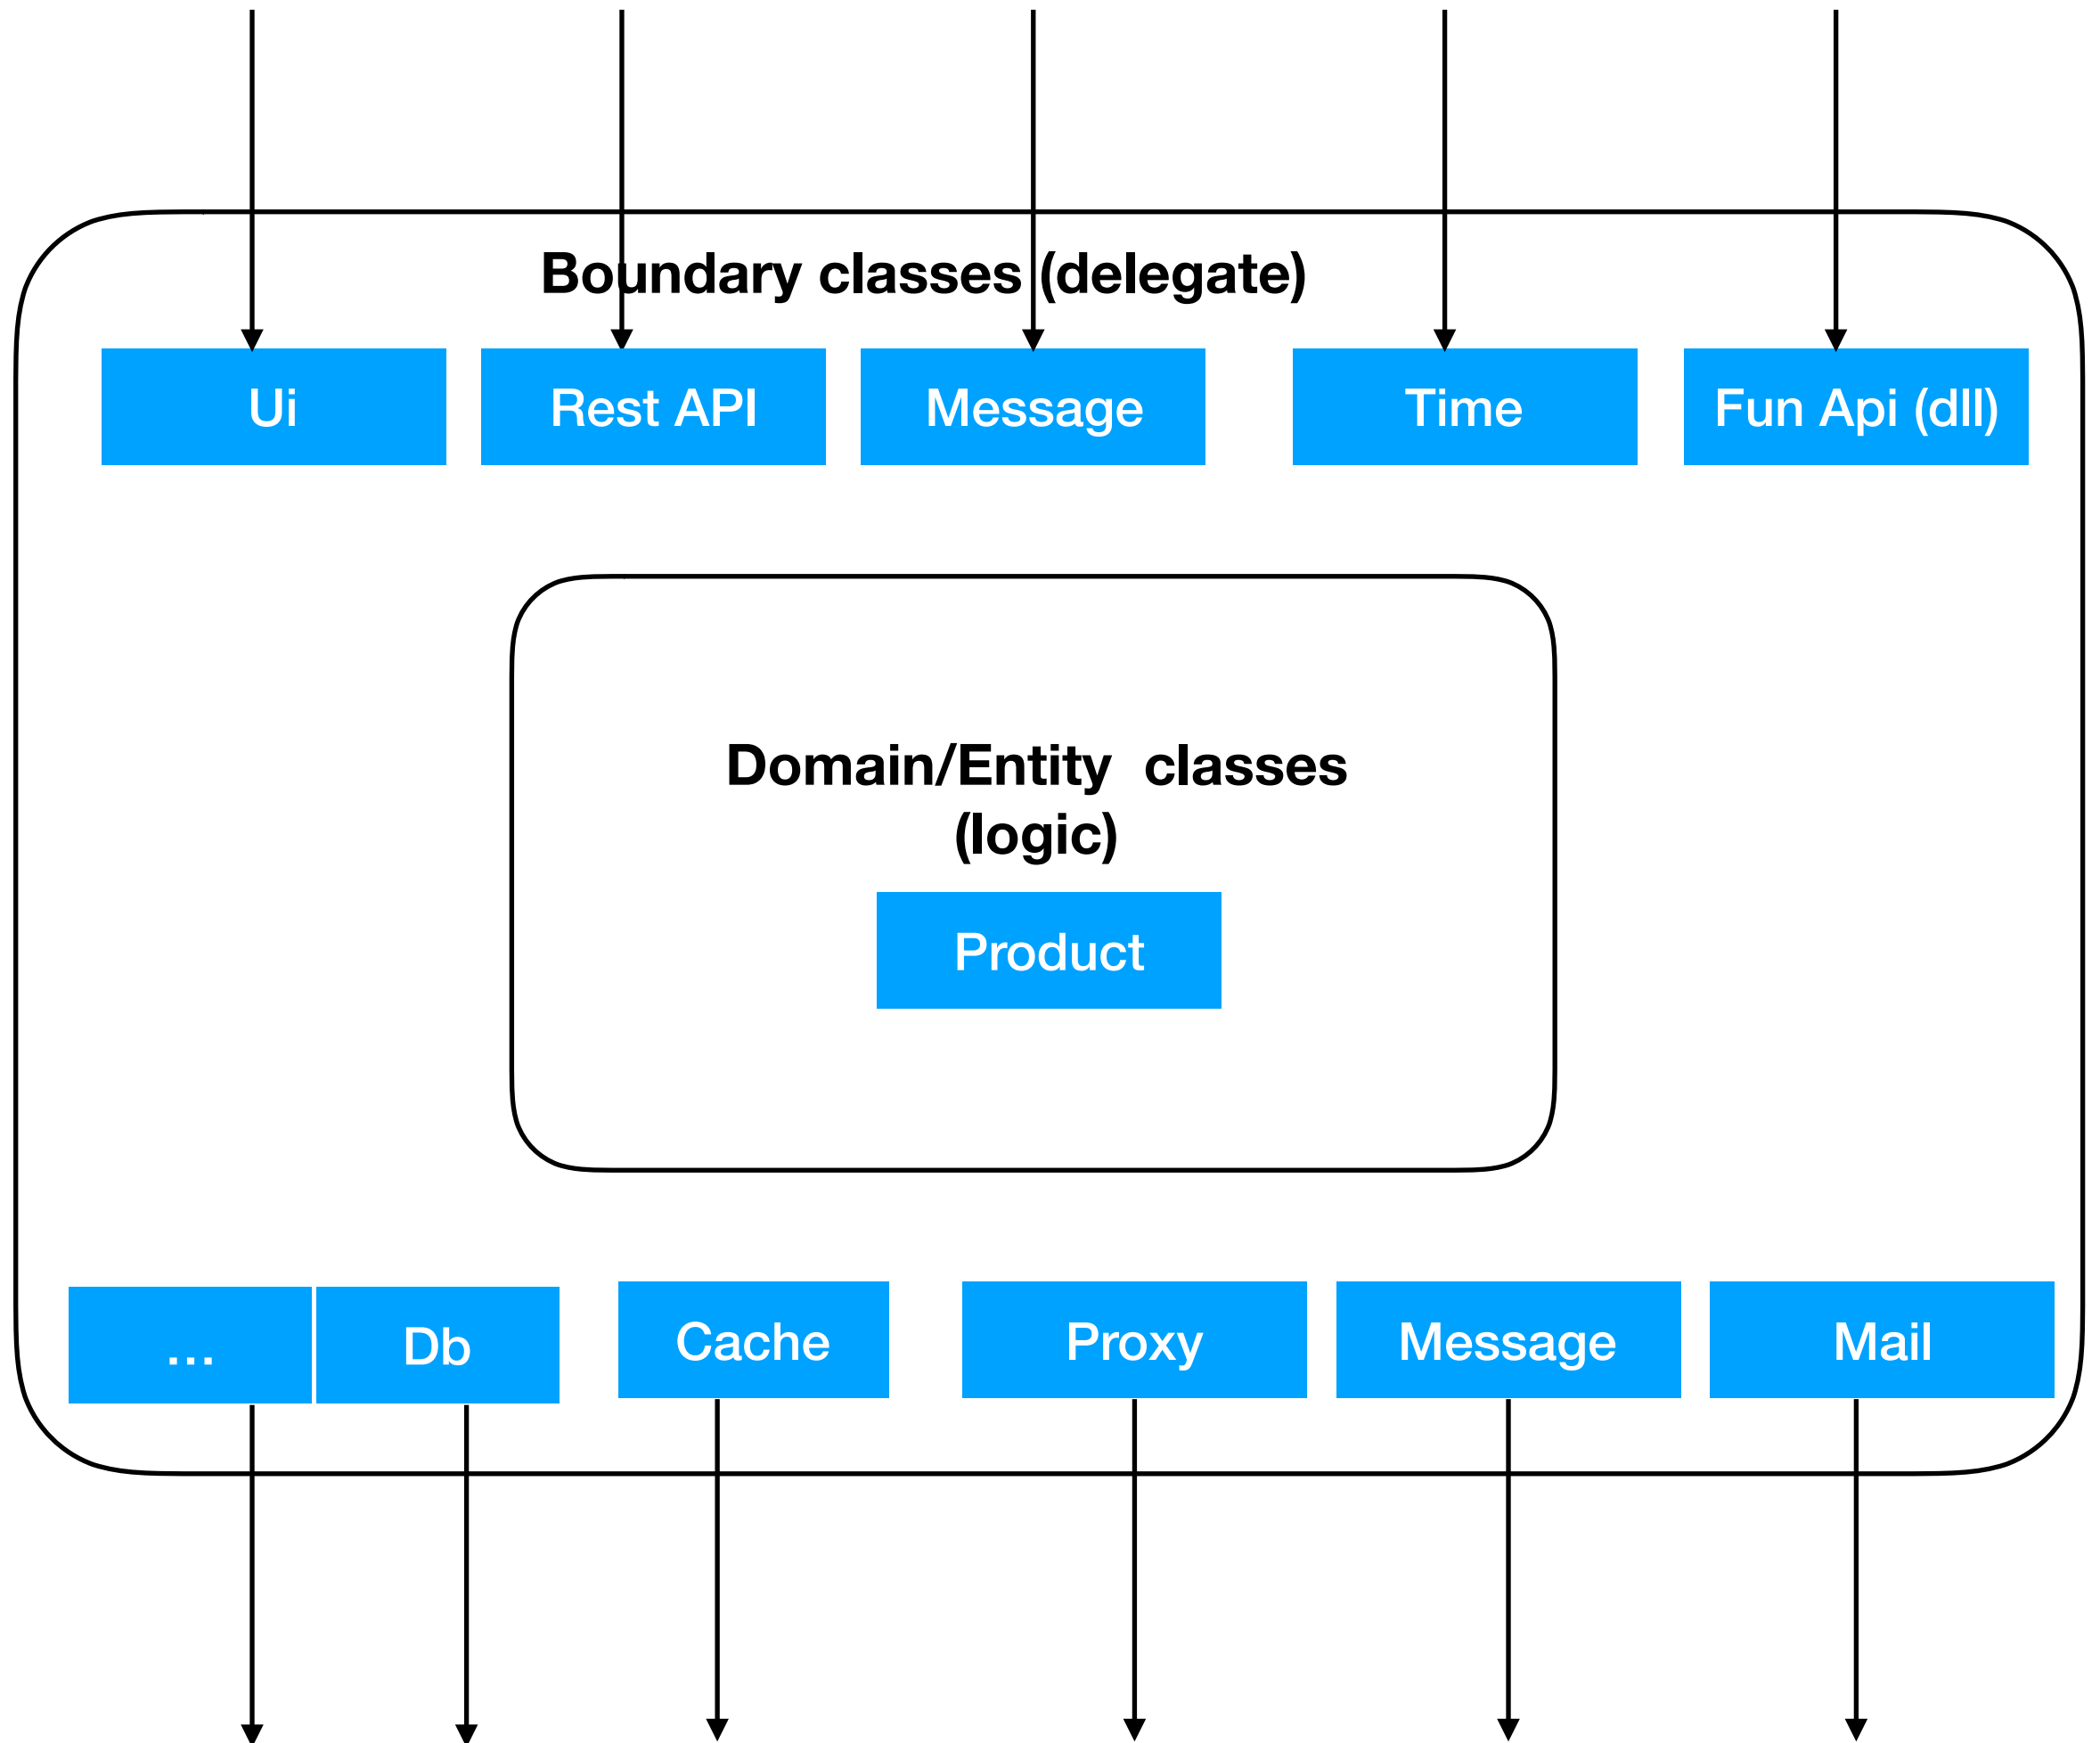 Boundary classes (delegate)
Ui
Rest API
Message
Time
Fun Api (dll)
Domain/Entity classes
(logic)
Product
...
Db
Cache
Proxy
Message
Mail